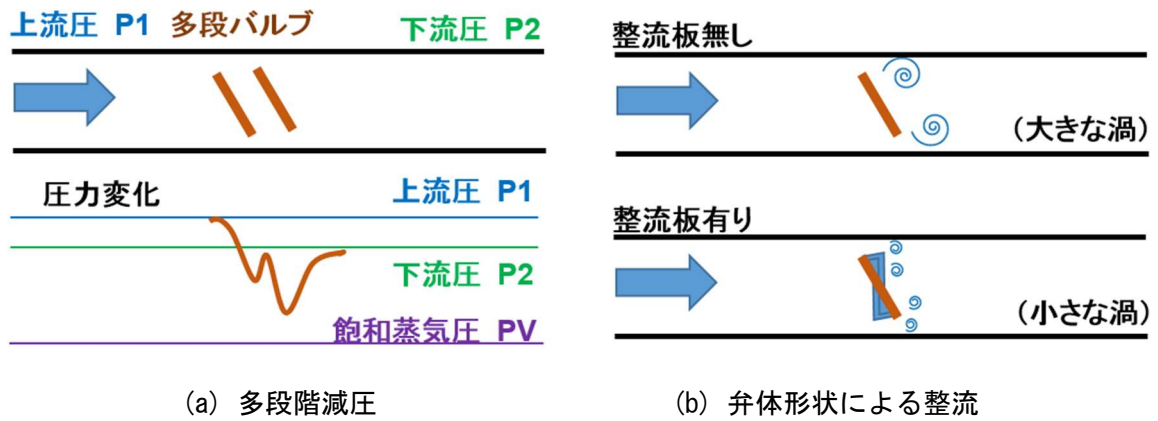 上流圧 P1 多段バルブ 下流圧 P2
圧力変化
上流圧 P1
下流圧 P2
飽和蒸気圧 PV
(a) 多段階減圧
整流板無し
(大きな渦)
整流板有り
(小さな渦)
(b) 弁体形状による整流